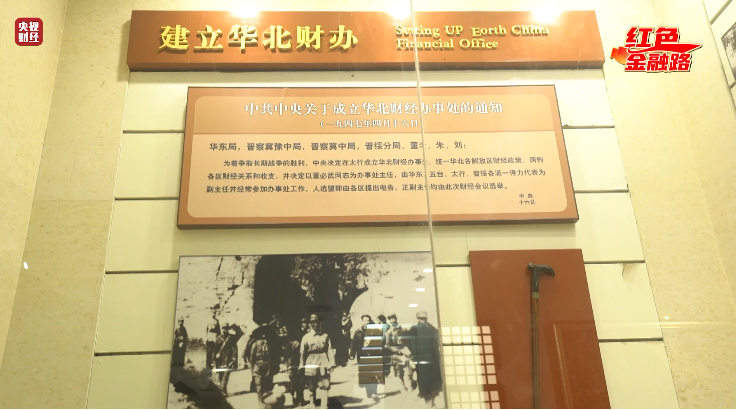 央视
财经
建立华北财办
Setting UP Eorth China
Financial Office
红色
金融路
中共中央关于成立华北财经办事处的通知
(一九四七年四月十六日)
华东局,晋察冀豫中局,晋察冀中局,晋绥分局,董、朱、刘:
为着争取长期战争的胜利,中央决定在太行成立华北财经办事处,统一华北各解放区财经政策,调剂
各区财经关系和收支,并决定以董必武同志为办事处主任,由华东、五台、太行、晋绥各派一得力代表为
副主任并经常参加办事处工作,人选望即由各区提出电告,正副主任均由此次财经会议选举。
中央
十六日